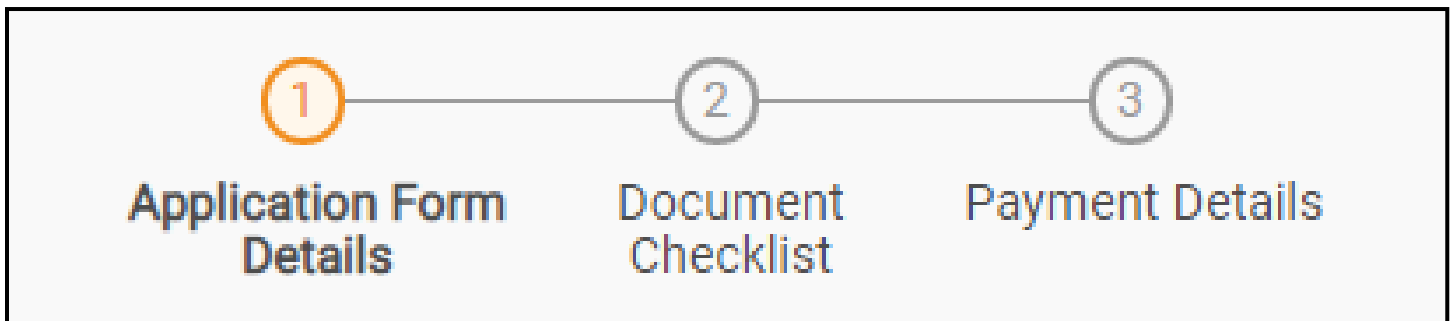 1
2
3
Application Form
Details
Document
Checklist
Payment Details